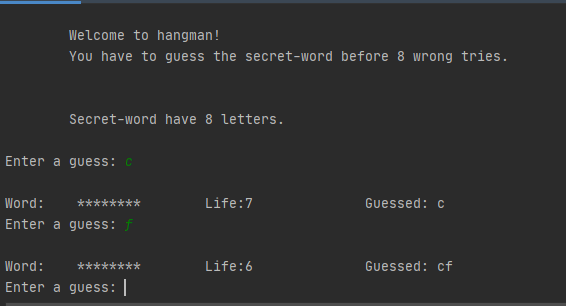 Welcome to hangman!
You have to guess the secret-word before 8 wrong tries.
Secret-word have 8 letters.
Enter a guess: c
Word: ******** Life:7 Guessed: c
Enter a guess: f
Word: ******** Life:6 Guessed: cf
Enter a guess: